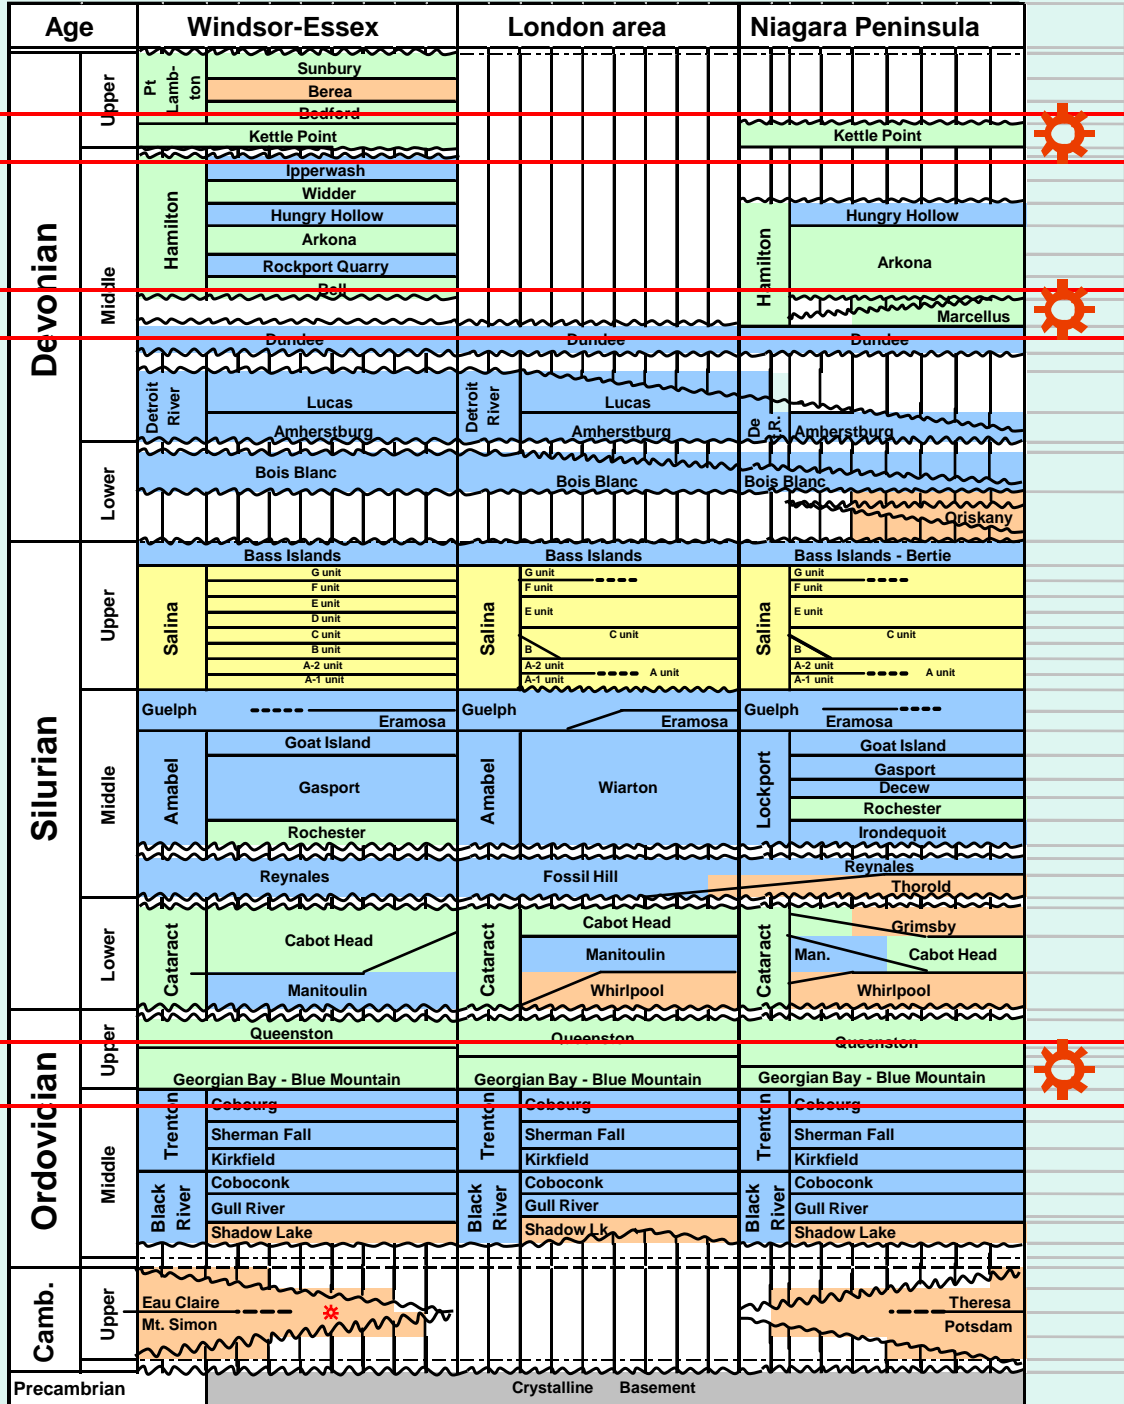 Age Windsor-Essex London area Niagara Peninsula
Devonian
Upper
Pt Lamb-ton
Sunbury
Berea
Bedford
Kettle Point
Kettle Point
Middle
Hamilton
Ipperwash
Widder
Hungry Hollow
Arkona
Rockport Quarry
Bell
Hamilton
Hungry Hollow
Arkona
Marcellus
Dundee Dundee Dundee
Detroit River
Lucas
Amherstburg
Detroit River
Lucas
Amherstburg
De
t.R.
Amherstburg
Lower
Bois Blanc Bois Blanc Bois Blanc
Oriskany
Silurian
Upper
Bass Islands Bass Islands Bass Islands - Bertie
Salina
G unit
F unit
E unit
D unit
C unit
B unit
A-2 unit
A-1 unit
Salina
G unit
F unit
E unit
C unit
B
A-2 unit A unit
A-1 unit
Salina
G unit
F unit
E unit
C unit
B
A-2 unit A unit
A-1 unit
Middle
Guelph Eramosa Guelph Eramosa Guelph Eramosa
Amabel
Goat Island
Gasport
Rochester
Amabel
Wiarton
Lockport
Goat Island
Gasport
Decew
Rochester
Irondequoit
Reynales Fossil Hill Reynales
Thorold
Lower
Cataract
Cabot Head
Manitoulin
Cataract
Cabot Head
Manitoulin
Whirlpool
Cataract
Grimsby
Man. Cabot Head
Whirlpool
Ordovician
Upper
Queenston Queenston Queenston
Georgian Bay - Blue Mountain Georgian Bay - Blue Mountain Georgian Bay - Blue Mountain
Middle
Trenton
Cobourg
Sherman Fall
Kirkfield
Trenton
Cobourg
Sherman Fall
Kirkfield
Trenton
Cobourg
Sherman Fall
Kirkfield
Black River
Coboconk
Gull River
Shadow Lake
Black River
Coboconk
Gull River
Shadow Lk.
Black River
Coboconk
Gull River
Shadow Lake
Camb.
Upper
Eau Claire
Mt. Simon
Theresa
Potsdam
Precambrian
Crystalline Basement